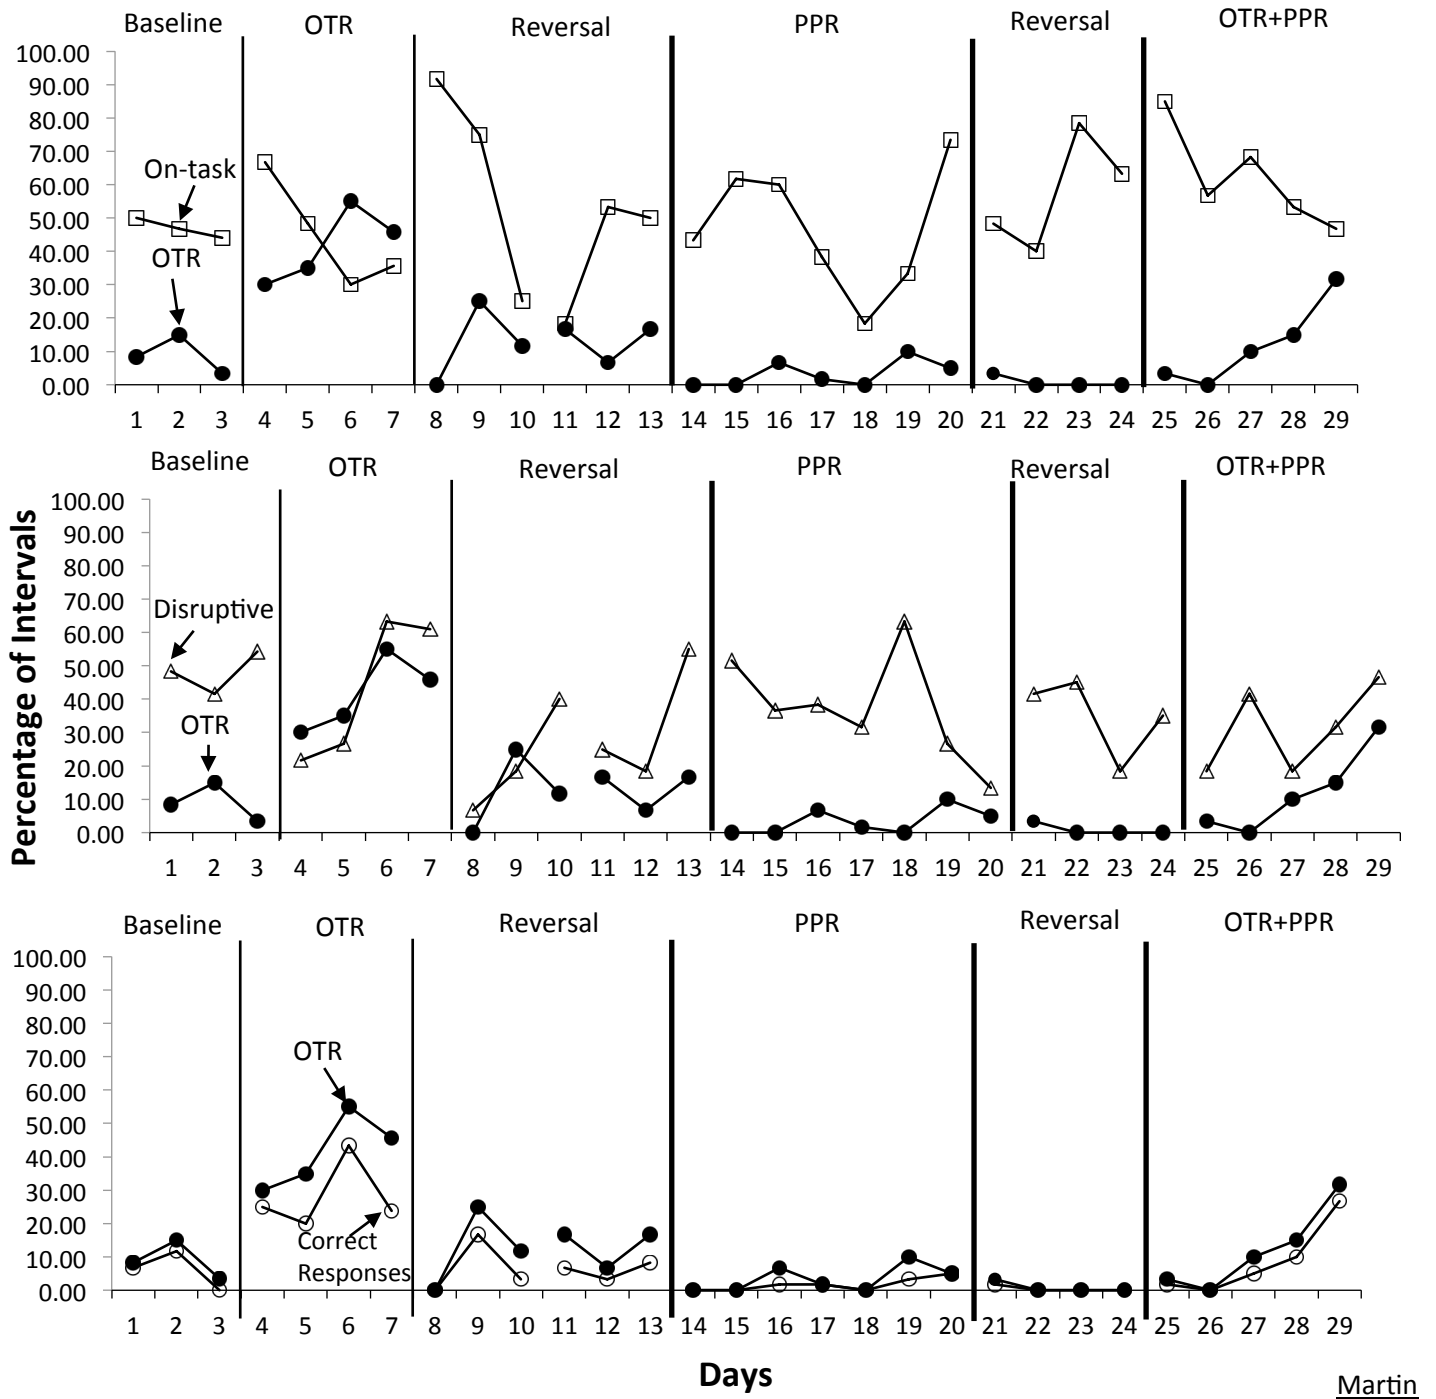 Baseline OTR Reversal PPR Reversal OTR+PPR
100.00
90.00
80.00
70.00
On-task
60.00
50.00
40.00
OTR
30.00
20.00
10.00
0.00
1 2 3 4 5 6 7 8 9 10 11 12 13 14 15 16 17 18 19 20 21 22 23 24 25 26 27 28 29
Baseline OTR Reversal PPR Reversal OTR+PPR
Percentage of Intervals
100.00
90.00
80.00
70.00
Disruptive
60.00
50.00
40.00
OTR
30.00
20.00
10.00
0.00
1 2 3 4 5 6 7 8 9 10 11 12 13 14 15 16 17 18 19 20 21 22 23 24 25 26 27 28 29
Baseline OTR Reversal PPR Reversal OTR+PPR
100.00
90.00
80.00
70.00
OTR
60.00
50.00
40.00
30.00
20.00
Correct
10.00
Responses
0.00
1 2 3 4 5 6 7 8 9 10 11 12 13 14 15 16 17 18 19 20 21 22 23 24 25 26 27 28 29
Days
Martin